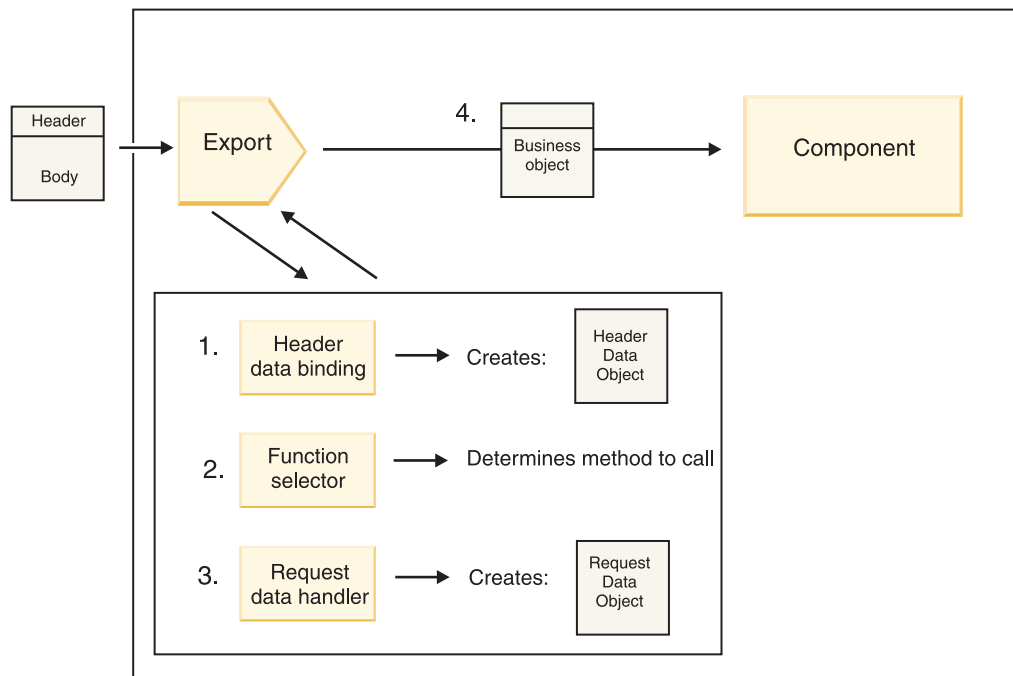 Header
Body
Export
4.
Business
object
Component
1.
Header
data binding
Creates:
Header
Data
Object
2.
Function
selector
Determines method to call
3.
Request
data handler
Creates:
Request
Data
Object